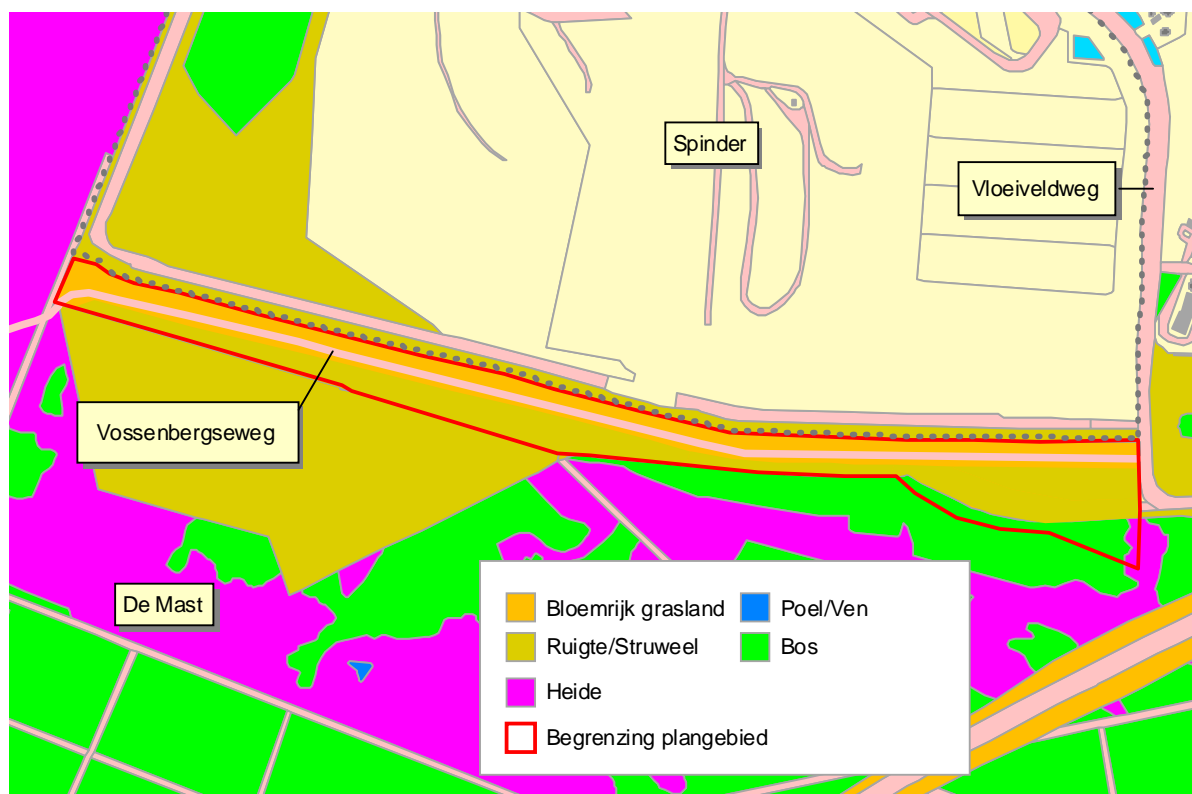 Spinder
Vloeiveldweg
Vossenbergseweg
De Mast
Bloemrijk grasland
Poel/Ven
Ruigte/Struweel
Bos
Heide
Begrenzing plangebied